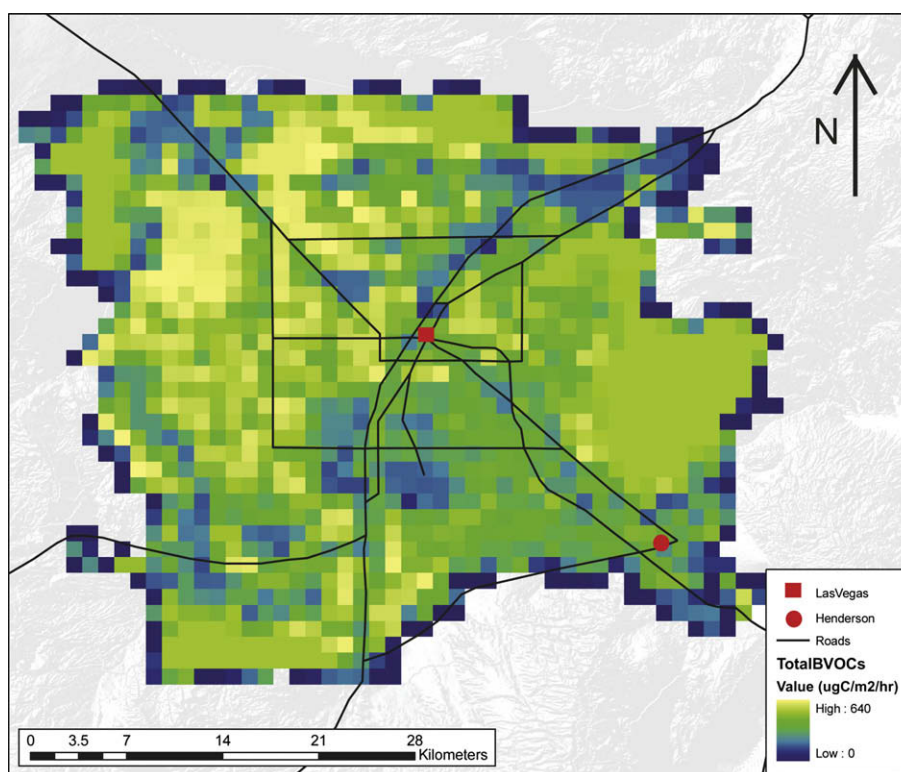 N
LasVegas
Henderson
Roads
TotalBVOCs
Value (ugC/m2/hr)
High : 640
Low : 0
0 3.5 7 14 21 28
Kilometers